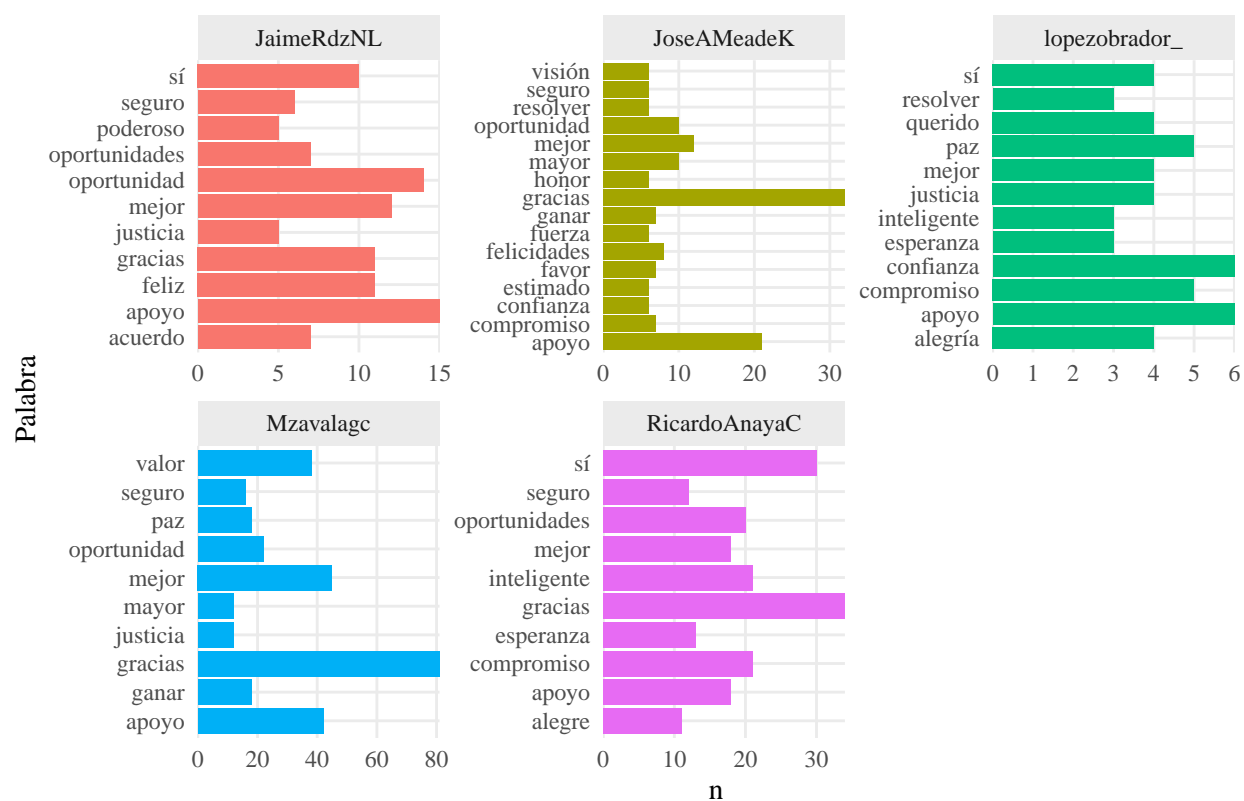 JaimeRdzNL
sí
seguro
poderoso
oportunidades
oportunidad
mejor
justicia
gracias
feliz
apoyo
acuerdo
0 5 10 15
JoseAMeadeK
visión
seguro
resolver
oportunidad
mejor
mayor
honor
gracias
ganar
fuerza
felicidades
favor
estimado
confianza
compromiso
apoyo
0 10 20 30
lopezobrador_
sí
resolver
querido
paz
mejor
justicia
inteligente
esperanza
confianza
compromiso
apoyo
alegría
0 1 2 3 4 5 6
Palabra
Mzavalagc
valor
seguro
paz
oportunidad
mejor
mayor
justicia
gracias
ganar
apoyo
0 20 40 60 80
RicardoAnayaC
sí
seguro
oportunidades
mejor
inteligente
gracias
esperanza
compromiso
apoyo
alegre
0 10 20 30
n